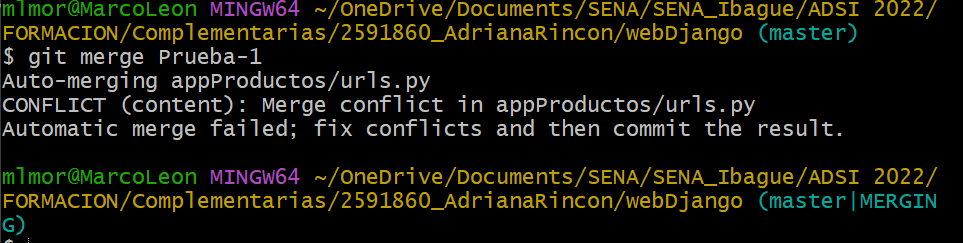 mlmor@MarcoLeon MINGW64 ~/OneDrive/Documents/SENA/SENA_Ibague/ADSI 2022/
FORMACION/Complementarias/2591860_AdrianaRincon/webDjango (master)
$ git merge Prueba-1
Auto-merging appProductos/urls.py
CONFLICT (content): Merge conflict in appProductos/urls.py
Automatic merge failed; fix conflicts and then commit the result.
mlmor@MarcoLeon MINGW64 ~/OneDrive/Documents/SENA/SENA_Ibague/ADSI 2022/
FORMACION/Complementarias/2591860_AdrianaRincon/webDjango (master|MERGIN
G)
$